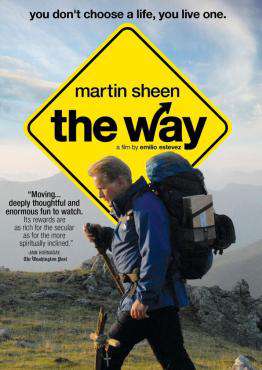 you don't choose a life, you live one.
martin sheen
the way
a film by emilio estevez
"Moving...
deeply thoughtful and
enormous fun to watch.
Its rewards are
as rich for the secular
as for the more
spiritually inclined."
-ANN HORNADAY
The Washington Post